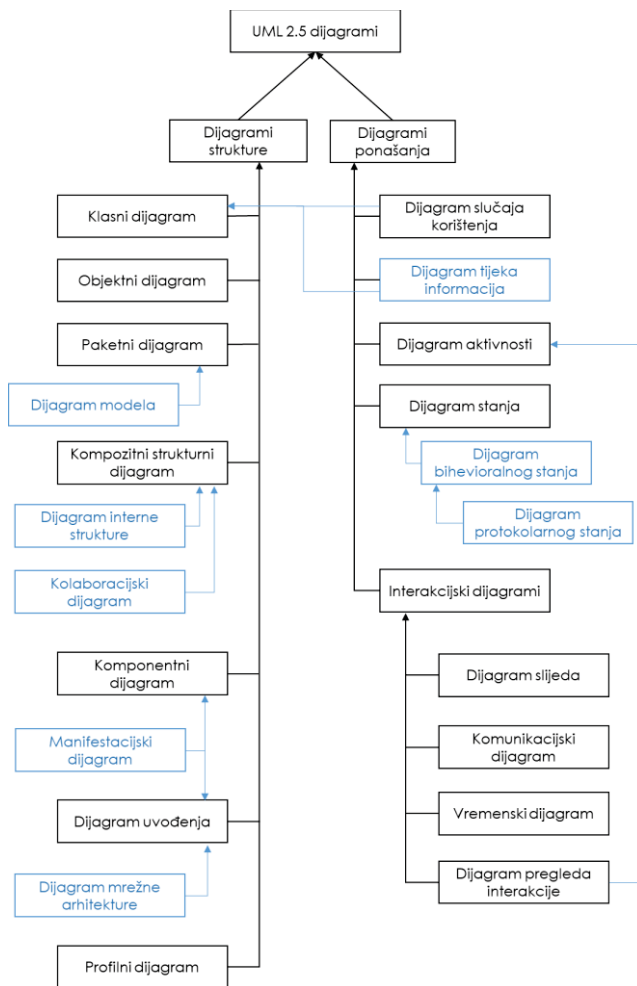 UML 2.5 dijagrami
Dijagrami
strukture
Dijagrami
ponašanja
Klasni dijagram
Objektni dijagram
Paketni dijagram
Dijagram modela
Kompozitni strukturni
dijagram
Dijagram interne
strukture
Kolaboracijski
dijagram
Komponentni
dijagram
Manifestacijski
dijagram
Dijagram uvođenja
Dijagram mrežne
arhitekture
Profilni dijagram
Dijagram slučaja
korištenja
Dijagram tijeka
informacija
Dijagram aktivnosti
Dijagram stanja
Dijagram
bihevioralnog stanja
Dijagram
protokolarnog stanja
Interakcijski dijagrami
Dijagram slijeda
Komunikacijski
dijagram
Vremenski dijagram
Dijagram pregleda
interakcije